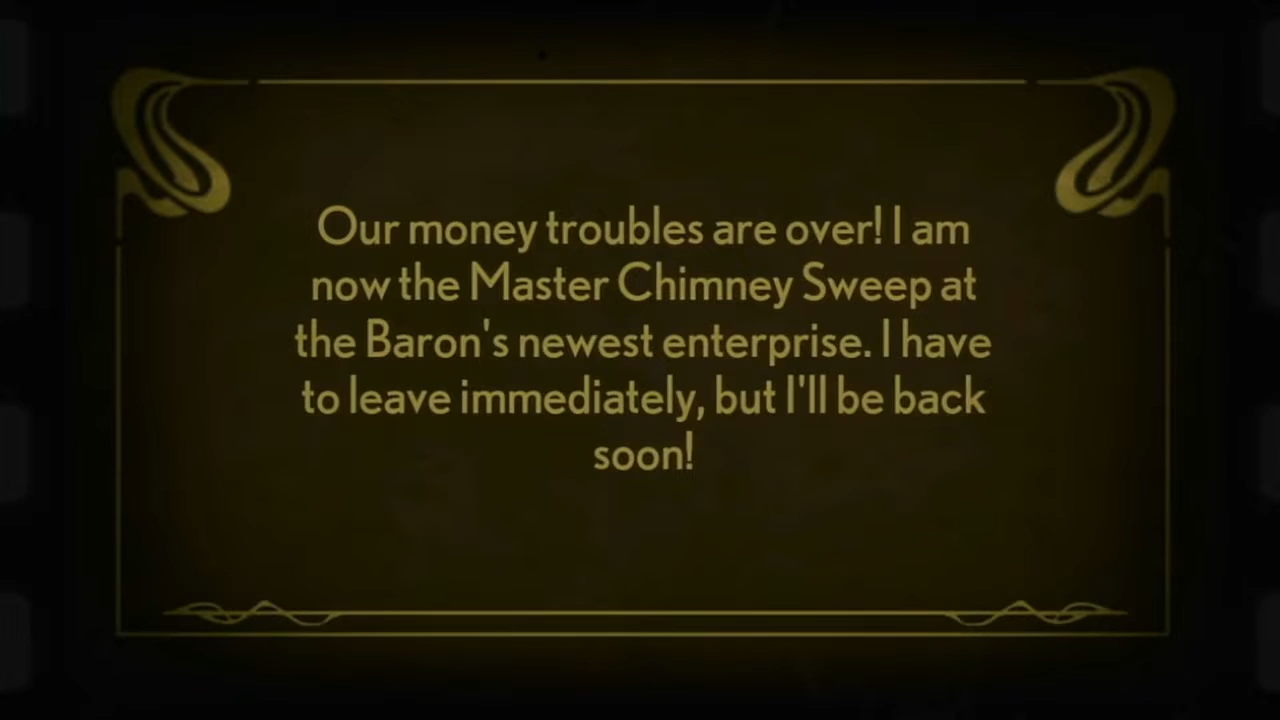 Our money troubles are over! I am
now the Master Chimney Sweep at
the Baron's newest enterprise. I have
to leave immediately, but I'll be back
soon!